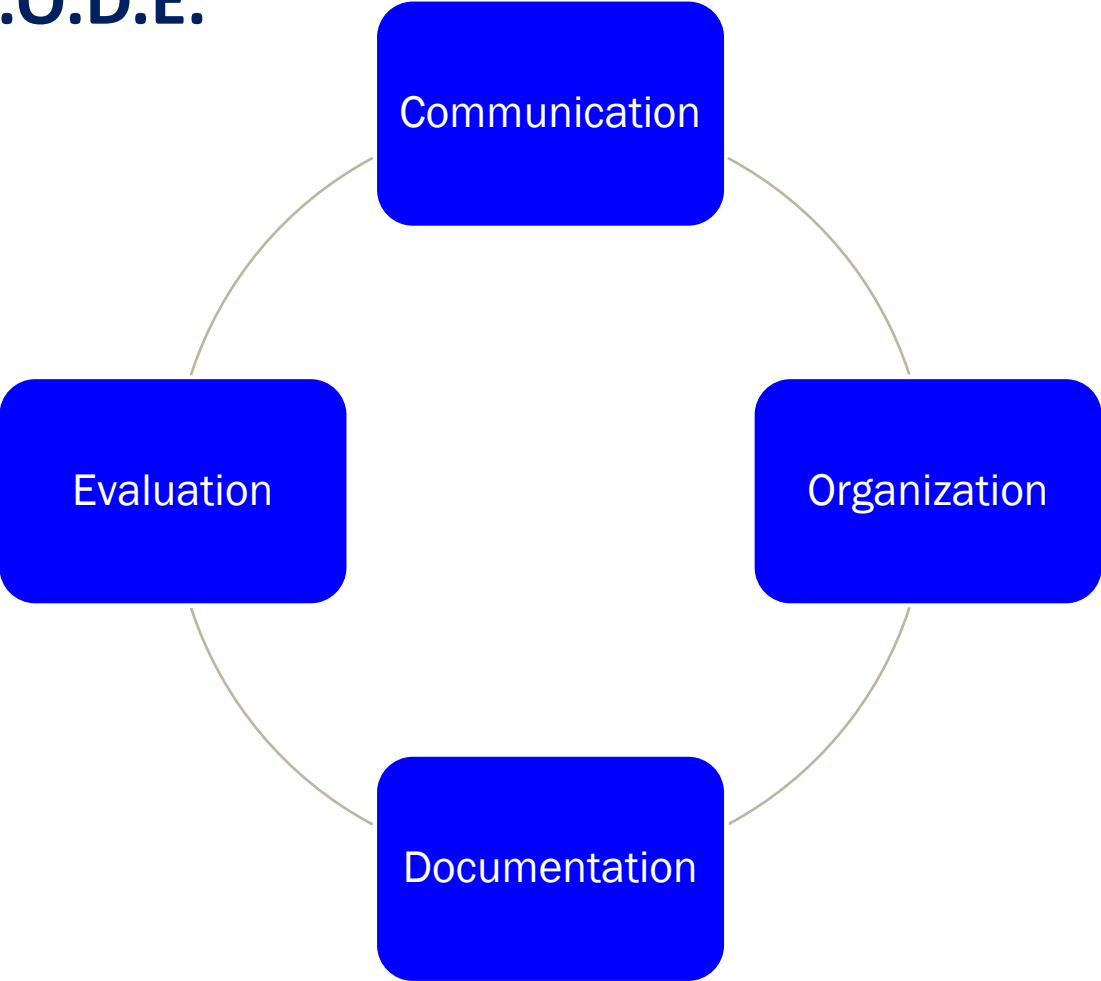 .O.D.E.
Communication
Organization
Documentation
Evaluation